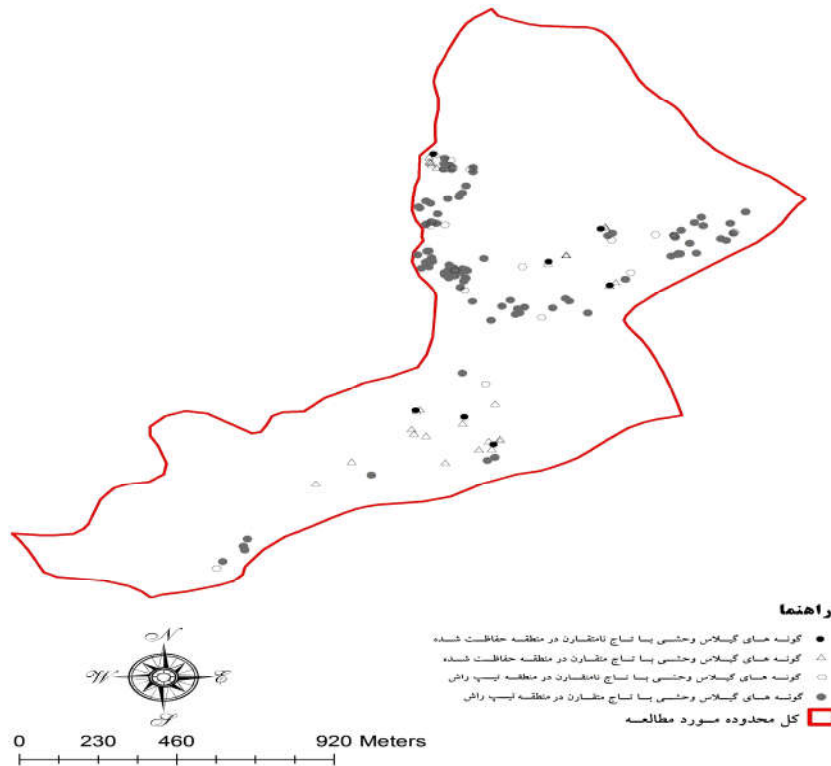 راهنما
گونه های گیلاس وحشی با تاج نامتقارن در منطقه حفاظت شده
گونه های گیلاس وحشی با تاج متقارن در منطقه حفاظت شده
گونه های گیلاس وحشی با تاج نامتقارن در منطقه تیپ راش
گونه های گیلاس وحشی با تاج متقارن در منطقه تیپ راش
کل محدوده مورد مطالعه
N
W E
S
0 230 460 920 Meters